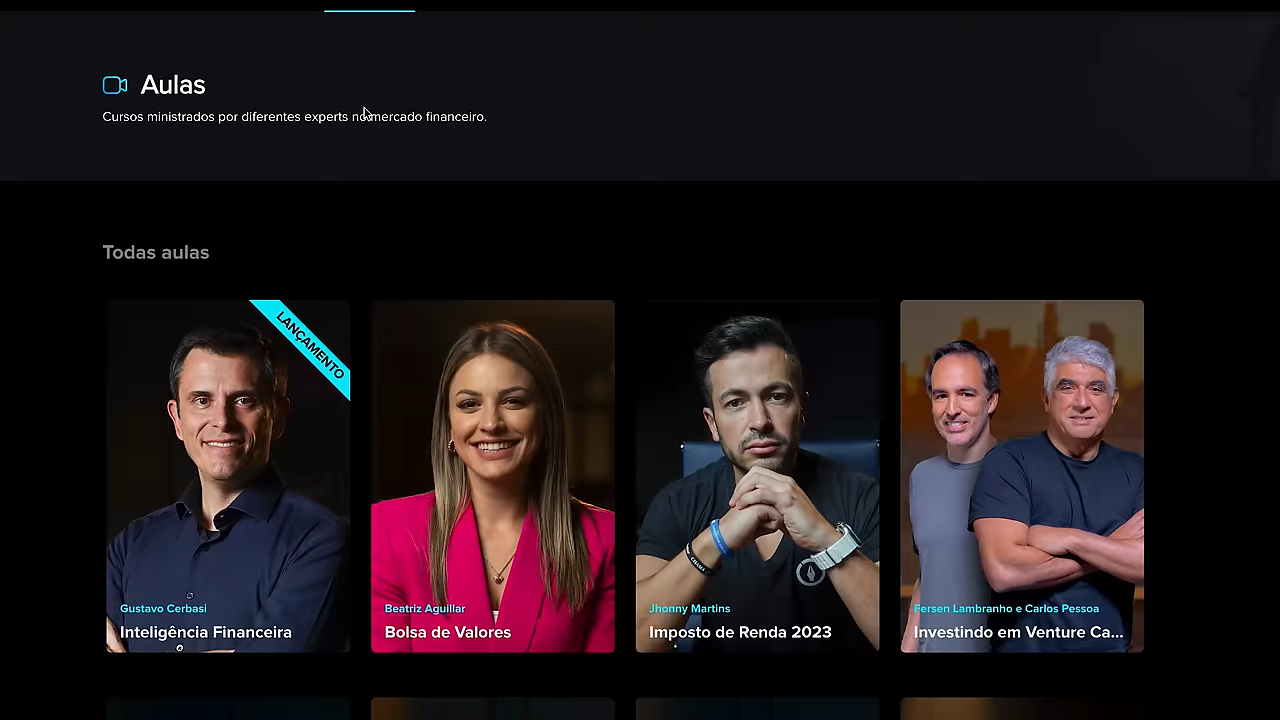 Aulas
Cursos ministrados por diferentes experts no mercado financeiro.
Todas aulas
LANÇAMENTO
Gustavo Cerbasi
Inteligência Financeira
Beatriz Aguillar
Bolsa de Valores
Jhonny Martins
Imposto de Renda 2023
Fersen Lambranho e Carlos Pessoa
Investindo em Venture Ca...